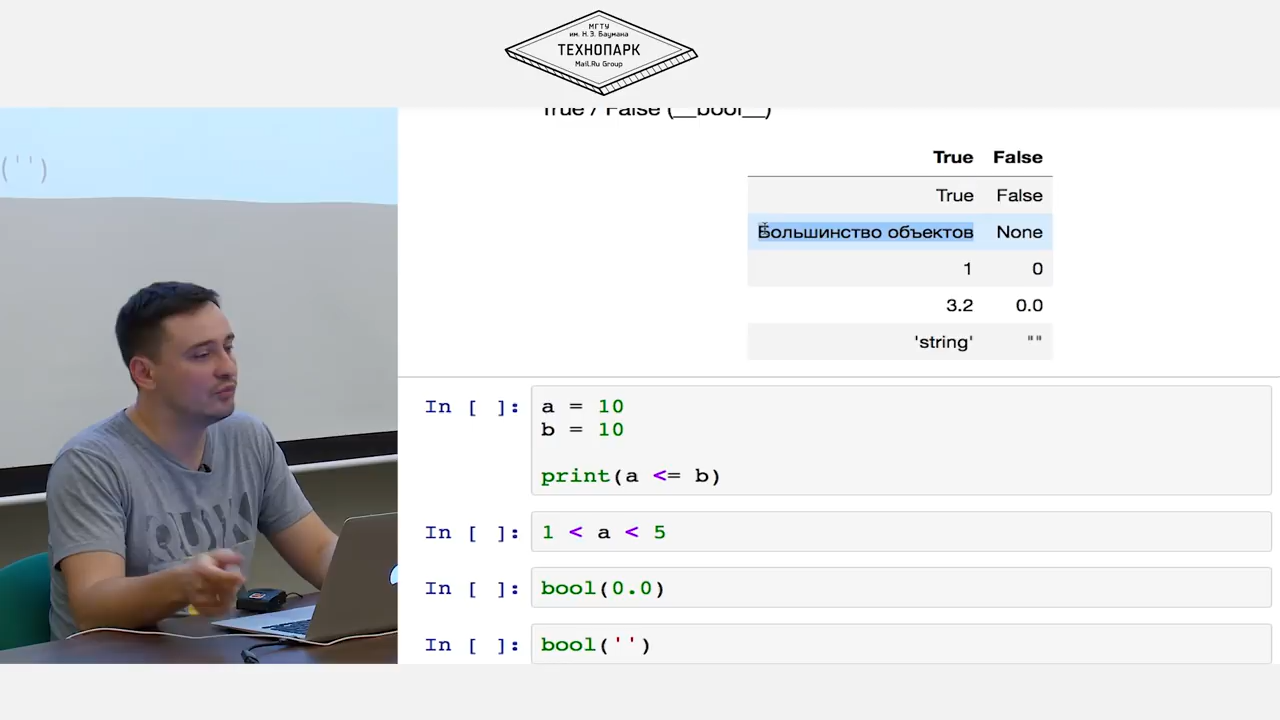 МГТУ
им. Н.Э. Баумана
ТЕХНОПАРК
Mail.Ru Group
True / False (__bool__)
('')
True False
True False
Большинство объектов None
1 0
3.2 0.0
'string' ""
In [ ]: a = 10
b = 10
print(a <= b)
In [ ]: 1 < a < 5
In [ ]: bool(0.0)
In [ ]: bool('')